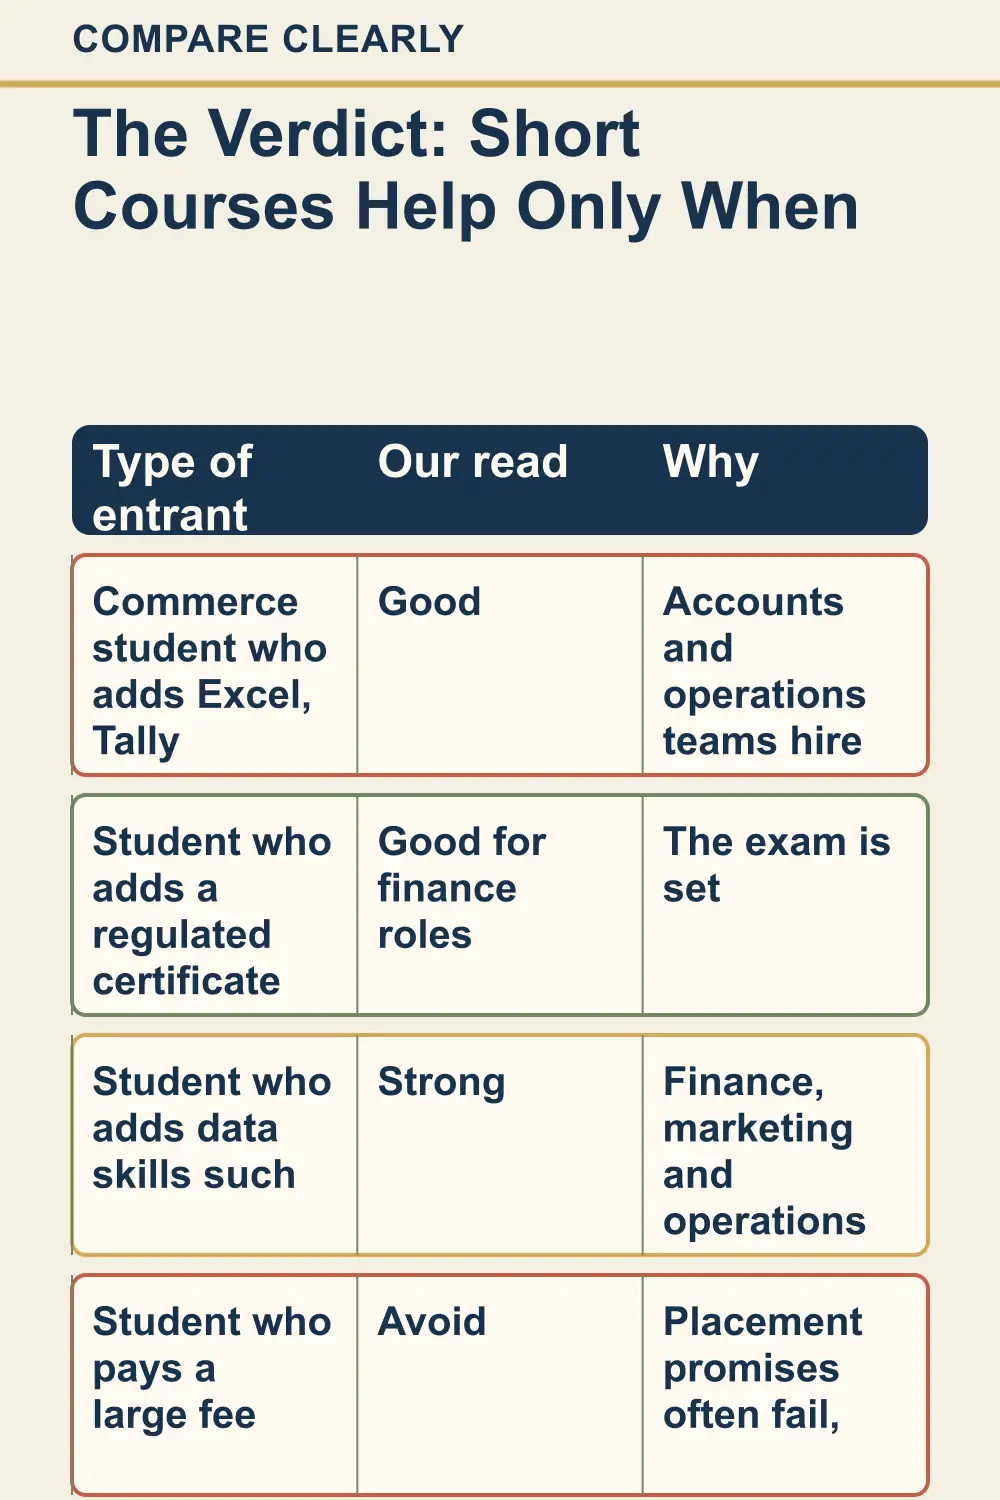 COMPARE CLEARLY
The Verdict: Short
Courses Help Only When
Type of
entrant
Our read
Why
Commerce
student who
adds Excel,
Tally
Good
Accounts
and
operations
teams hire
Student who
adds a
regulated
certificate
Good for
finance
roles
The exam is
set
Student who
adds data
skills such
Strong
Finance,
marketing
and
operations
Student who
pays a
large fee
Avoid
Placement
promises
often fail,